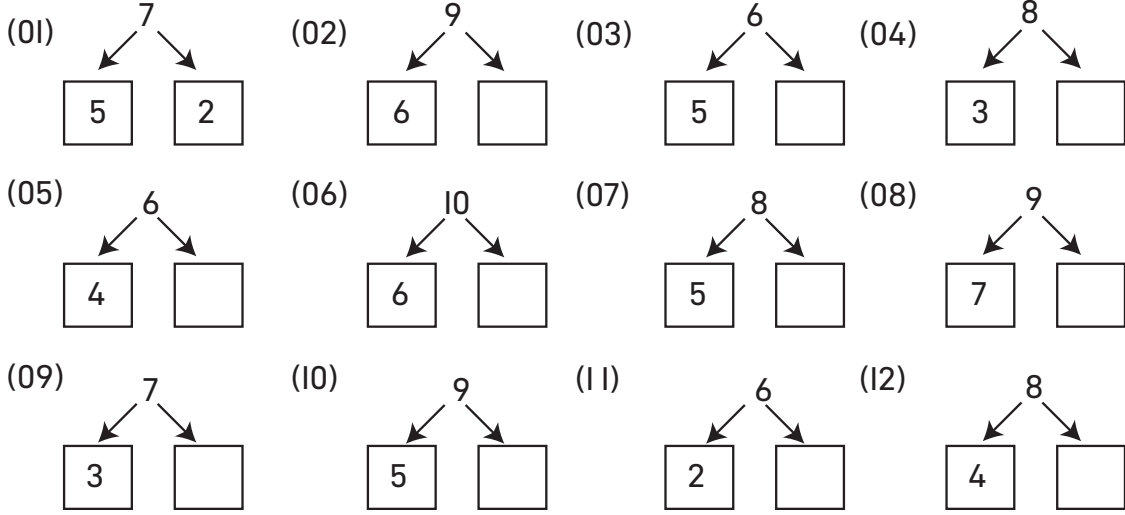 (01) 7 (02) 9 (03) 6 (04) 8
5 2 6 5 3
(05) 6 (06) 10 (07) 8 (08) 9
4 6 5 7
(09) 7 (10) 9 (11) 6 (12) 8
3 5 2 4